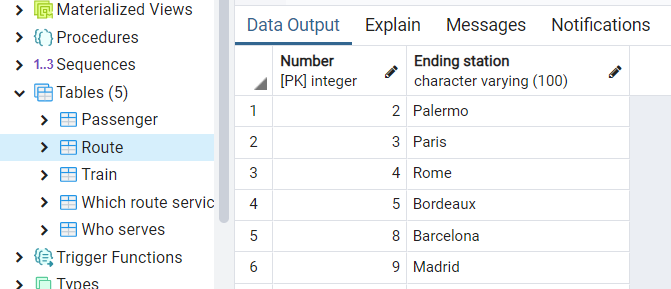 Materialized Views
Procedures
1..3 Sequences
Tables (5)
Passenger
Route
Train
Which route servic
Who serves
Trigger Functions
Types
Data Output Explain Messages Notifications
Number Ending station
[PK] integer character varying (100)
1 2 Palermo
2 3 Paris
3 4 Rome
4 5 Bordeaux
5 8 Barcelona
6 9 Madrid